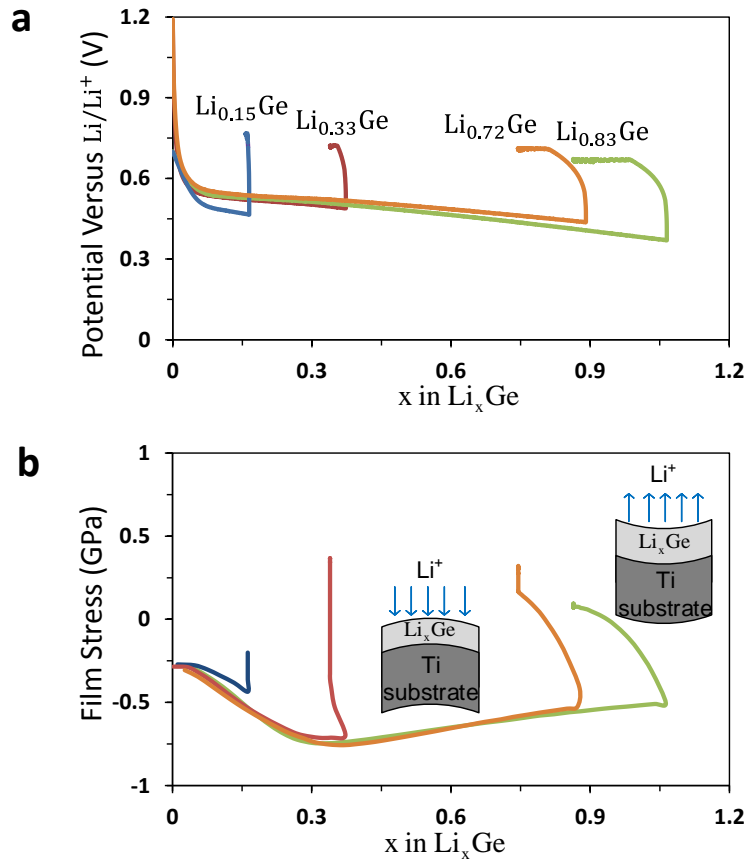 a
Potential Versus Li/Li⁺ (V)
1.2
0.9
0.6
0.3
0
Li₀.₁₅Ge
Li₀.₃₃Ge
Li₀.₇₂Ge
Li₀.₈₃Ge
0
0.3
0.6
0.9
1.2
x in LiₓGe
b
Film Stress (GPa)
1
0.5
0
-0.5
-1
Li⁺
LiₓGe
Ti
substrate
Li⁺
LiₓGe
Ti
substrate
0
0.3
0.6
0.9
1.2
x in LiₓGe